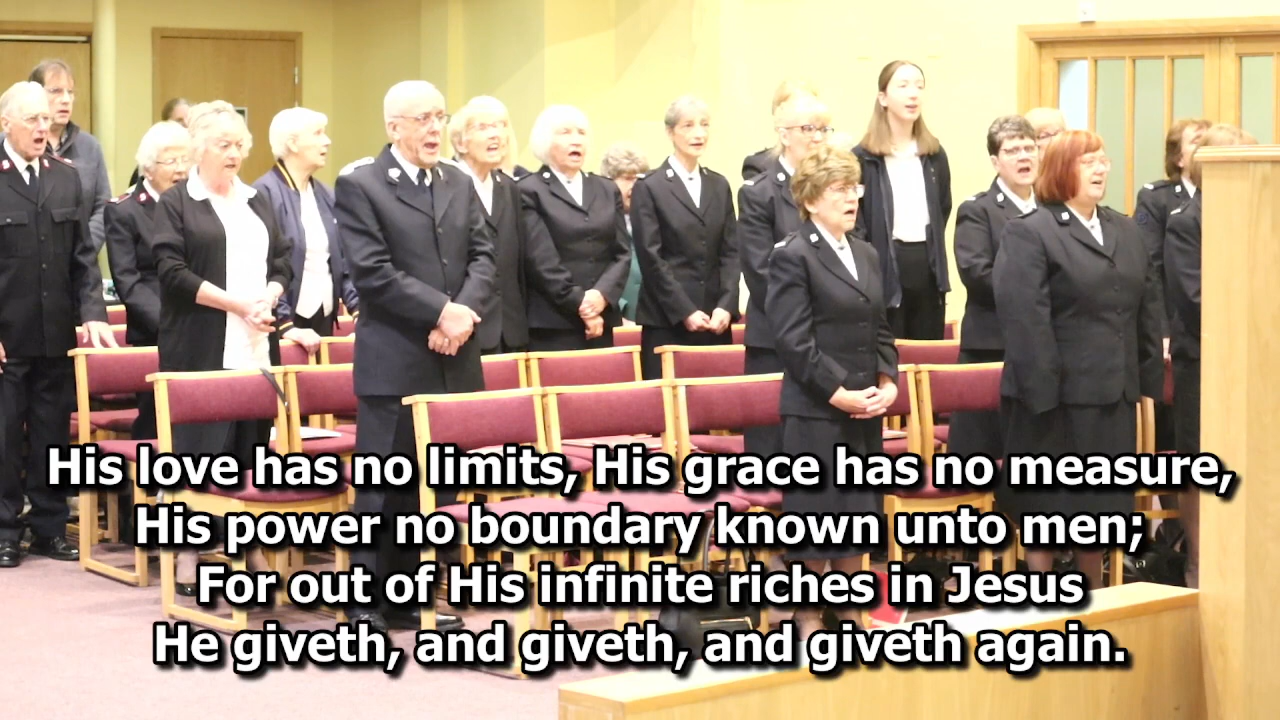 His love has no limits, His grace has no measure,
His power no boundary known unto men;
For out of His infinite riches in Jesus
He giveth, and giveth, and giveth again.